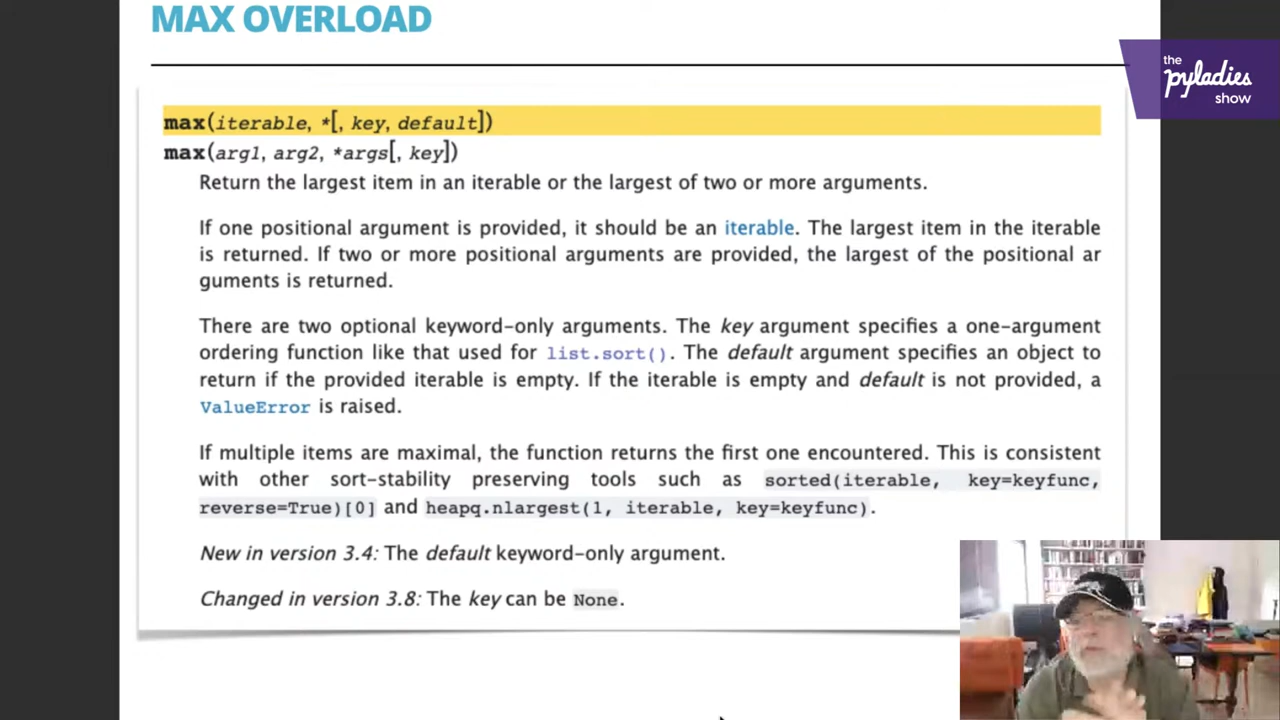 MAX OVERLOAD
the
pyladies
show
max(iterable, *[, key, default])
max(arg1, arg2, *args[, key])
Return the largest item in an iterable or the largest of two or more arguments.
If one positional argument is provided, it should be an iterable. The largest item in the iterable
is returned. If two or more positional arguments are provided, the largest of the positional ar
guments is returned.
There are two optional keyword-only arguments. The key argument specifies a one-argument
ordering function like that used for list.sort(). The default argument specifies an object to
return if the provided iterable is empty. If the iterable is empty and default is not provided, a
ValueError is raised.
If multiple items are maximal, the function returns the first one encountered. This is consistent
with other sort-stability preserving tools such as sorted(iterable, key=keyfunc,
reverse=True)[0] and heapq.nlargest(1, iterable, key=keyfunc).
New in version 3.4: The default keyword-only argument.
Changed in version 3.8: The key can be None.